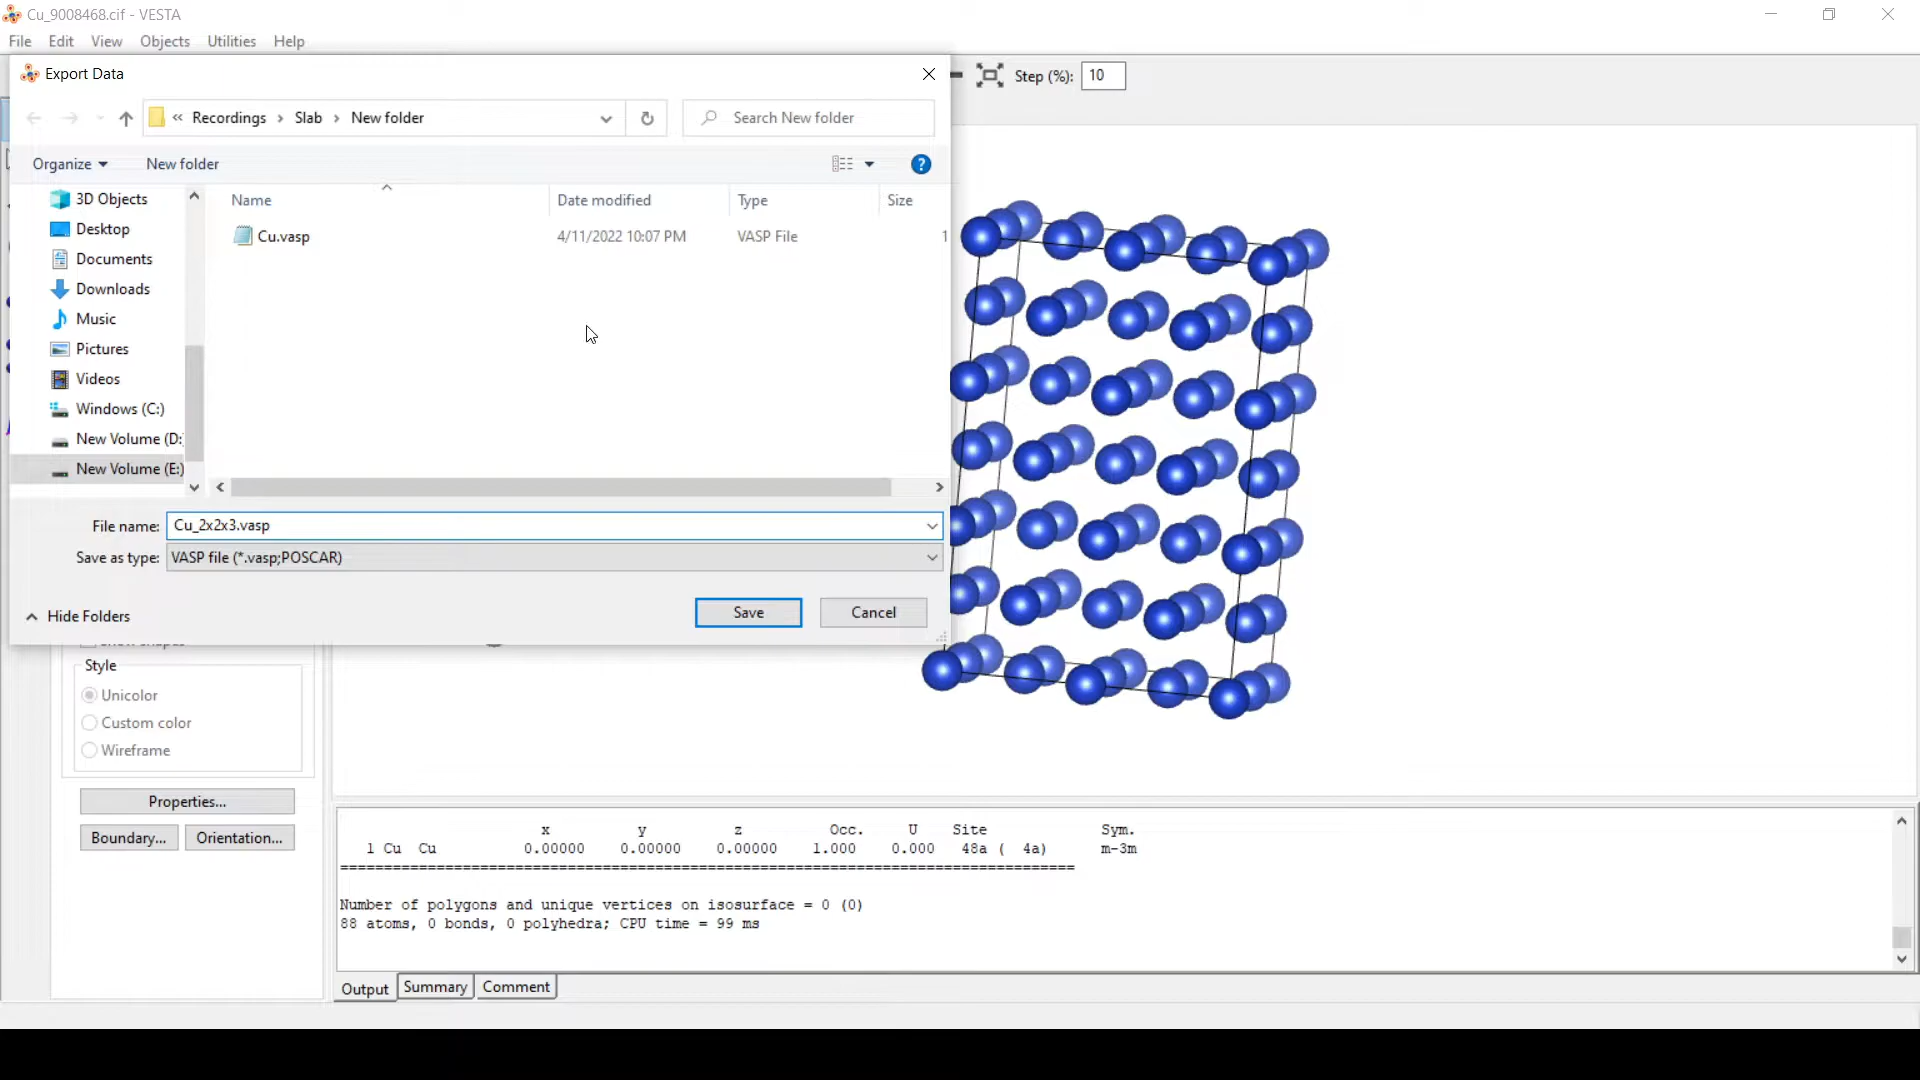 Cu_9008468.cif - VESTA
File Edit View Objects Utilities Help
Export Data
Step (%): 10
« Recordings › Slab › New folder
Search New folder
Organize New folder
Name Date modified Type Size
Cu.vasp 4/11/2022 10:07 PM VASP File 1
3D Objects
Desktop
Documents
Downloads
Music
Pictures
Videos
Windows (C:)
New Volume (D:
New Volume (E:)
File name: Cu_2x2x3.vasp
Save as type: VASP file (*.vasp;POSCAR)
Hide Folders
Save Cancel
Style
Unicolor
Custom color
Wireframe
Properties...
Boundary... Orientation...
x y z Occ. U Site Sym.
1 Cu Cu 0.00000 0.00000 0.00000 1.000 0.000 48a ( 4a) m-3m
Number of polygons and unique vertices on isosurface = 0 (0)
88 atoms, 0 bonds, 0 polyhedra; CPU time = 99 ms
Output Summary Comment